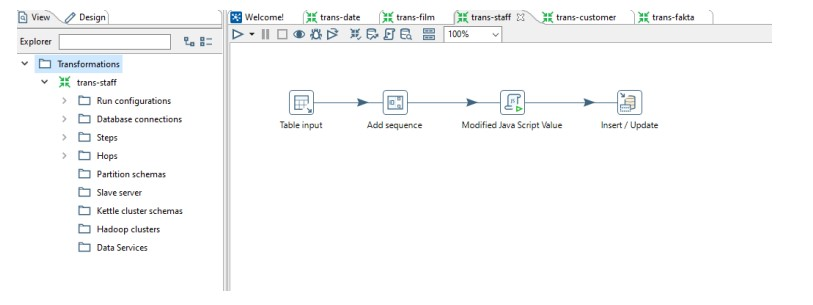 View Design
Welcome! trans-date trans-film trans-staff trans-customer trans-fakta
Explorer
100%
Transformations
trans-staff
Run configurations
Database connections
Steps
Hops
Partition schemas
Slave server
Kettle cluster schemas
Hadoop clusters
Data Services
Table input Add sequence Modified Java Script Value Insert / Update